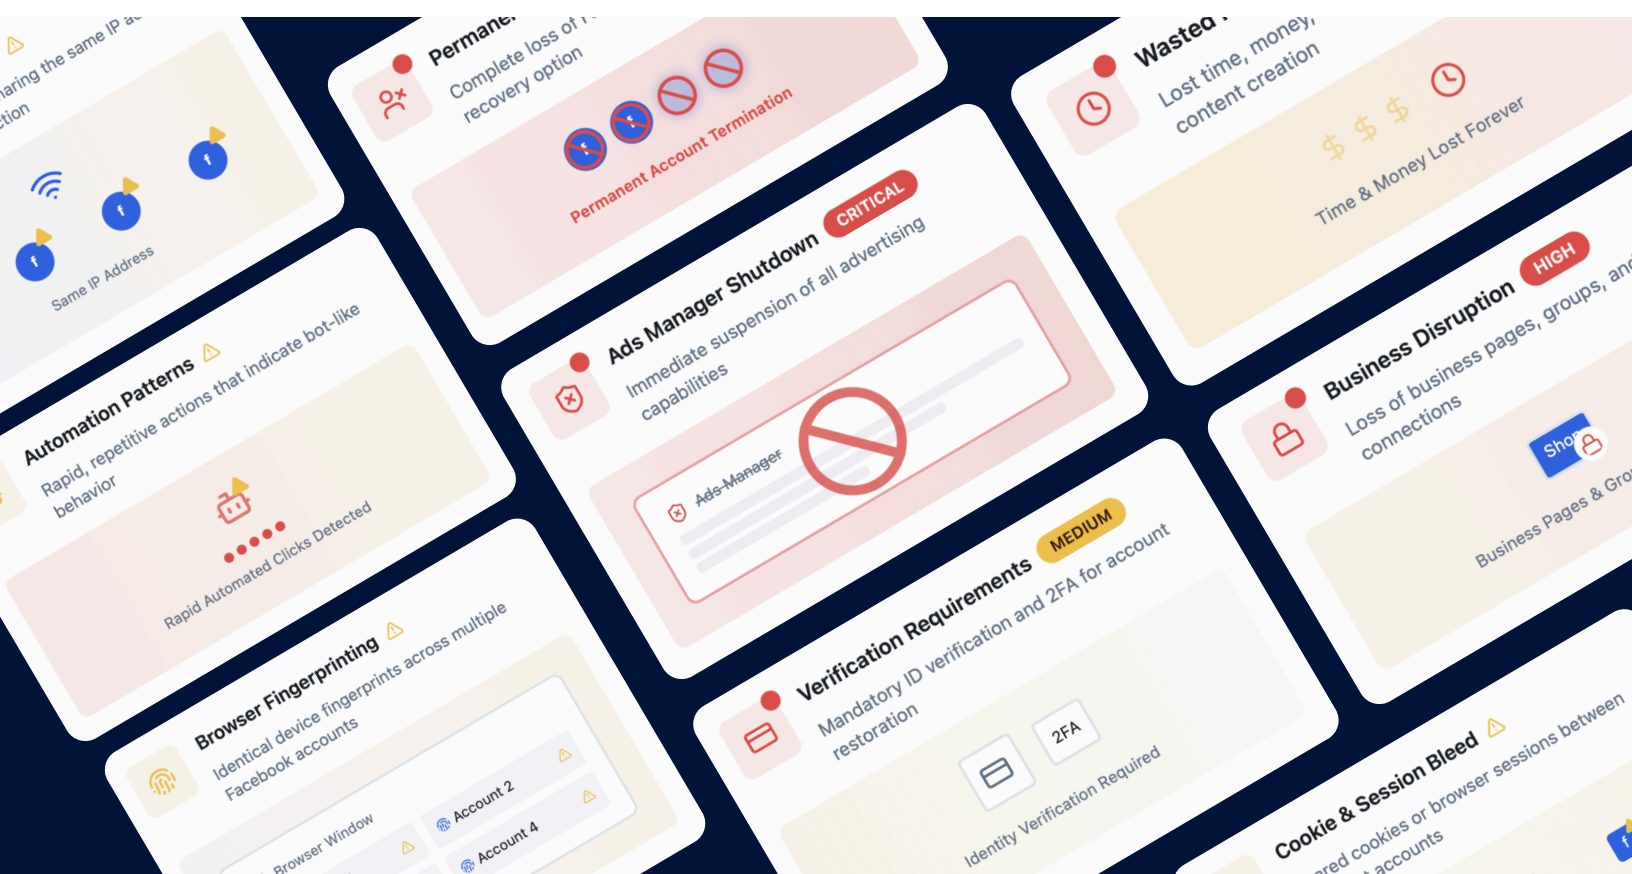 haring the same IP
Same IP Address
Automation Patterns
Rapid, repetitive actions that indicate bot-like
behavior
Rapid Automated Clicks Detected
Browser Fingerprinting
Identical device fingerprints across multiple
Facebook accounts
Browser Window
Account 2
Account 4
Complete loss of
recovery option
Permanent Account Termination
Ads Manager Shutdown
CRITICAL
Immediate suspension of all advertising
capabilities
Ads Manager
Verification Requirements
MEDIUM
Mandatory ID verification and 2FA for account
restoration
2FA
Identity Verification Required
Wasted
Lost time, money,
content creation
$ $ $
Time & Money Lost Forever
Business Disruption
HIGH
Loss of business pages, groups, and
connections
Shop
Business Pages & Gro
Cookie & Session Bleed
ared cookies or browser sessions between
accounts